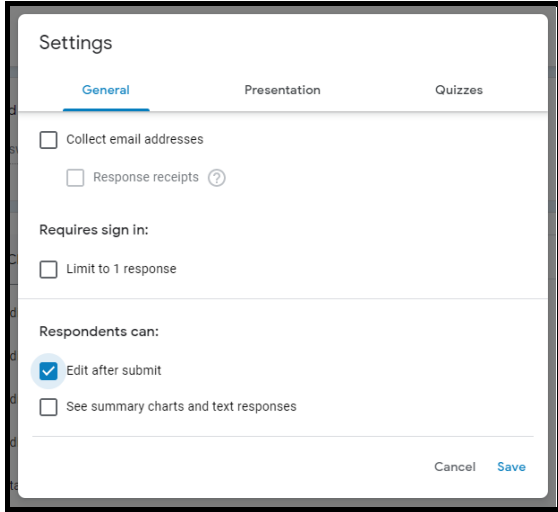 Settings
General Presentation Quizzes
Collect email addresses
Response receipts ?
Requires sign in:
Limit to 1 response
Respondents can:
Edit after submit
See summary charts and text responses
Cancel Save